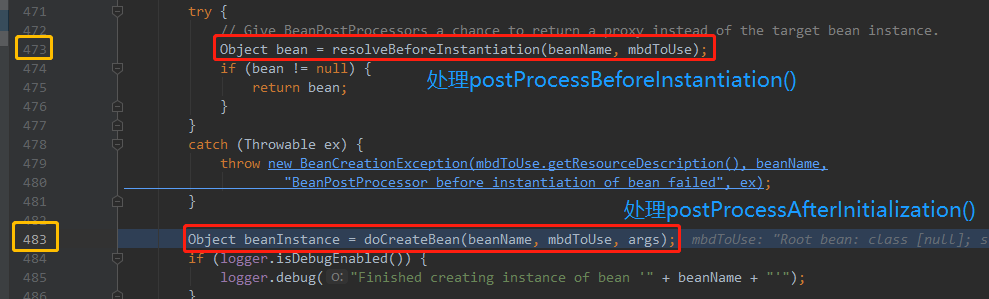 471 try {
472 // Give BeanPostProcessors a chance to return a proxy instead of the target bean instance.
473 Object bean = resolveBeforeInstantiation(beanName, mbdToUse);
474 if (bean != null) {
处理postProcessBeforeInstantiation()
475 return bean;
476 }
477 }
478 catch (Throwable ex) {
479 throw new BeanCreationException(mbdToUse.getResourceDescription(), beanName,
480 "BeanPostProcessor before instantiation of bean failed", ex);
481 }
处理postProcessAfterInitialization()
482
483 Object beanInstance = doCreateBean(beanName, mbdToUse, args); mbdToUse: "Root bean: class [null]; s
484 if (logger.isDebugEnabled()) {
485 logger.debug( o: "Finished creating instance of bean '" + beanName + "'");
}